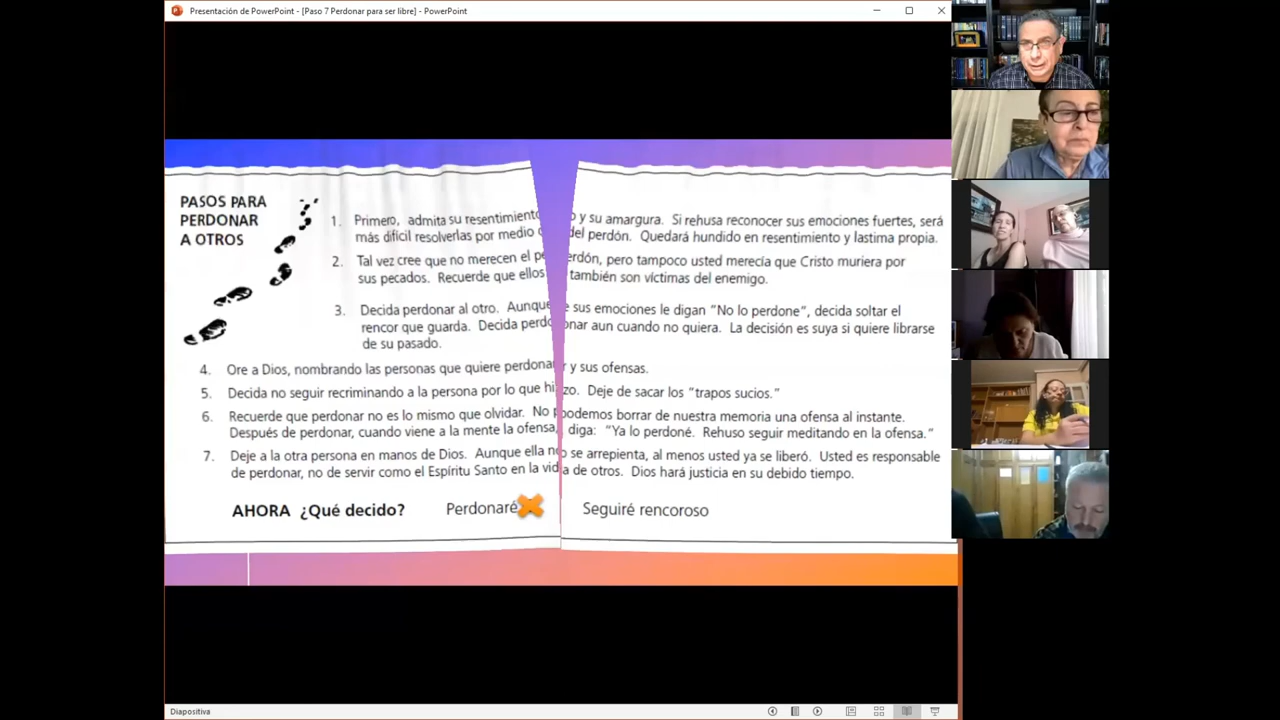 Presentación de PowerPoint - [Paso 7 Perdonar para ser libre] - PowerPoint
PASOS PARA
PERDONAR
A OTROS
1. Primero, admita su resentimiento y su amargura. Si rehusa reconocer sus emociones fuertes, será
más difícil resolverlas por medio del perdón. Quedará hundido en resentimiento y lastima propia.
2. Tal vez cree que no merecen el perdón, pero tampoco usted merecía que Cristo muriera por
sus pecados. Recuerde que ellos también son víctimas del enemigo.
3. Decida perdonar al otro. Aunque sus emociones le digan "No lo perdone", decida soltar el
rencor que guarda. Decida perdonar aun cuando no quiera. La decisión es suya si quiere librarse
de su pasado.
4. Ore a Dios, nombrando las personas que quiere perdonar y sus ofensas.
5. Decida no seguir recriminando a la persona por lo que hizo. Deje de sacar los "trapos sucios."
6. Recuerde que perdonar no es lo mismo que olvidar. No podemos borrar de nuestra memoria una ofensa al instante.
Después de perdonar, cuando viene a la mente la ofensa, diga: "Ya lo perdoné. Rehuso seguir meditando en la ofensa."
7. Deje a la otra persona en manos de Dios. Aunque ella no se arrepienta, al menos usted ya se liberó. Usted es responsable
de perdonar, no de servir como el Espíritu Santo en la vida de otros. Dios hará justicia en su debido tiempo.
AHORA ¿Qué decido? Perdonaré Seguiré rencoroso
Diapositiva